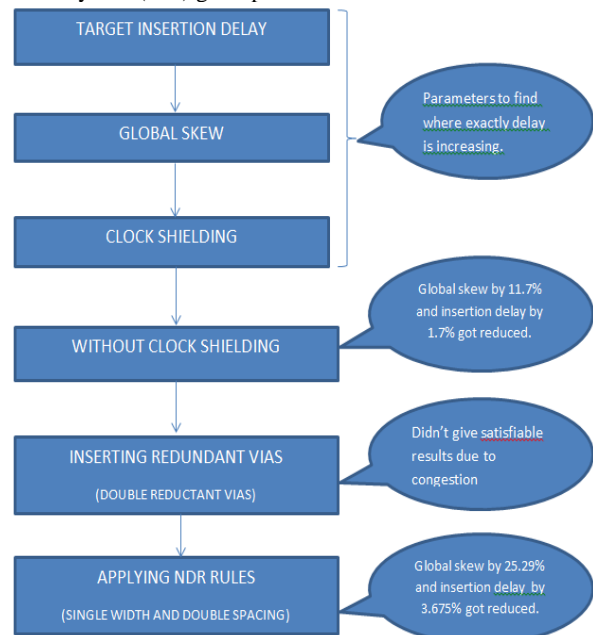 TARGET INSERTION DELAY
Parameters to find
where exactly delay
is increasing.
GLOBAL SKEW
CLOCK SHIELDING
Global skew by 11.7%
and insertion delay by
1.7% got reduced.
WITHOUT CLOCK SHIELDING
Didn't give satisfiable
results due to
congestion
INSERTING REDUNDANT VIAS
(DOUBLE REDUCTANT VIAS)
Global skew by 25.29%
and insertion delay by
3.675% got reduced.
APPLYING NDR RULES
(SINGLE WIDTH AND DOUBLE SPACING)